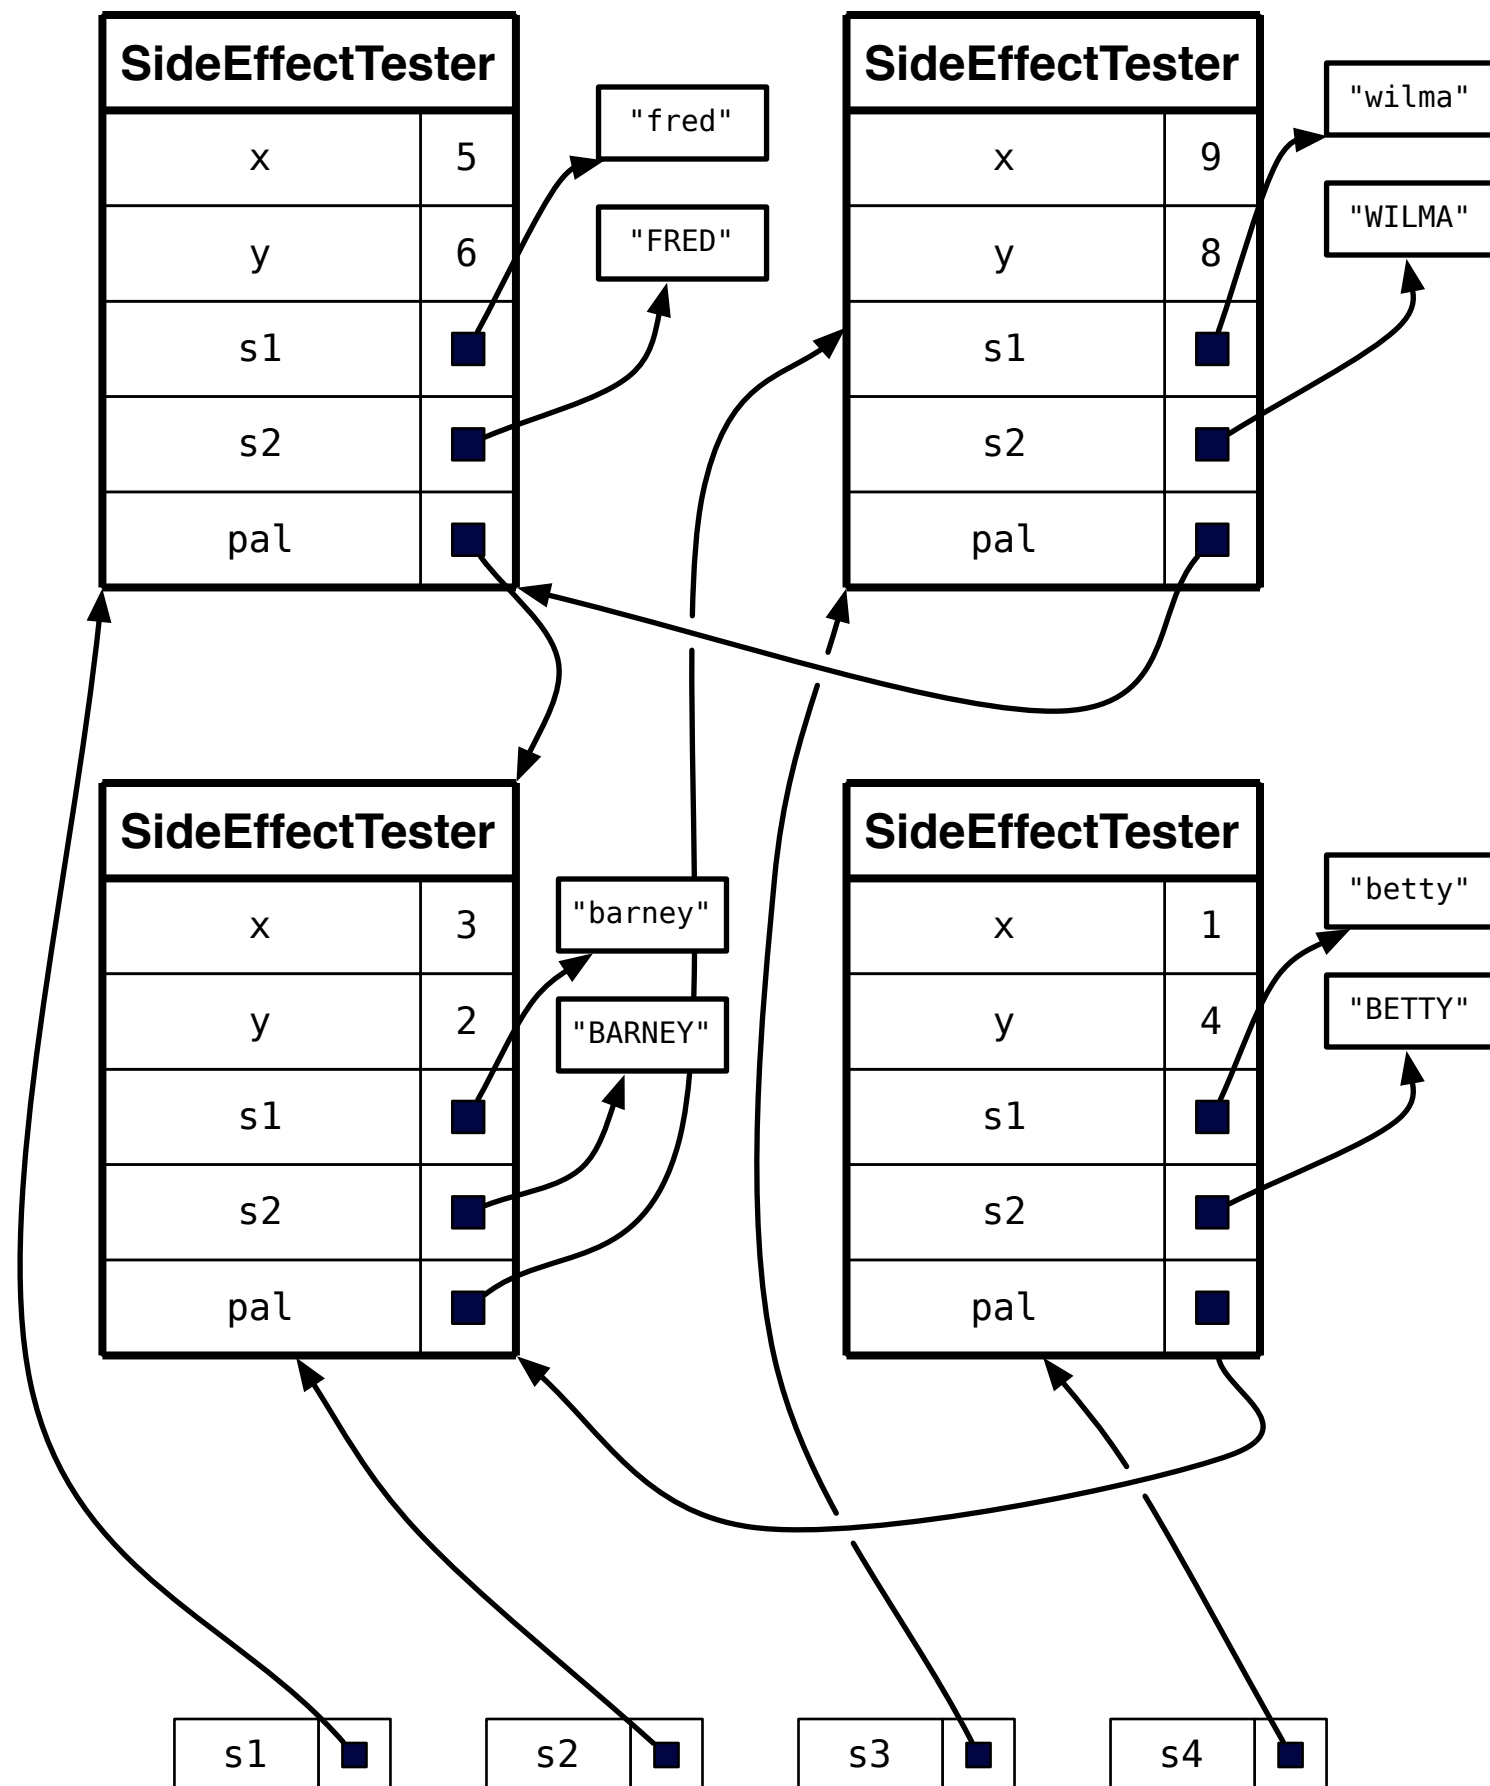 SideEffectTester
x 5
y 6
s1
s2
pal
"fred"
"FRED"
SideEffectTester
x 9
y 8
s1
s2
pal
"wilma"
"WILMA"
SideEffectTester
x 3
y 2
s1
s2
pal
"barney"
"BARNEY"
SideEffectTester
x 1
y 4
s1
s2
pal
"betty"
"BETTY"
s1 s2 s3 s4